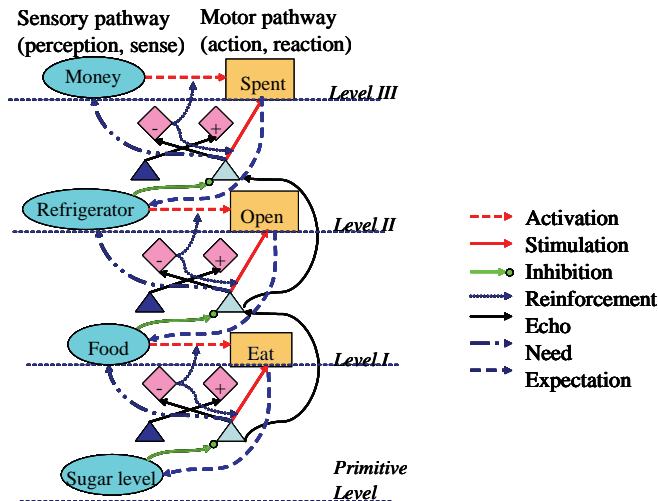 Sensory pathway
(perception, sense)
Motor pathway
(action, reaction)
Money
Spent
Level III
-
+
Refrigerator
Open
Level II
-
+
Food
Eat
Level I
-
+
Sugar level
Primitive
Level
Activation
Stimulation
Inhibition
Reinforcement
Echo
Need
Expectation